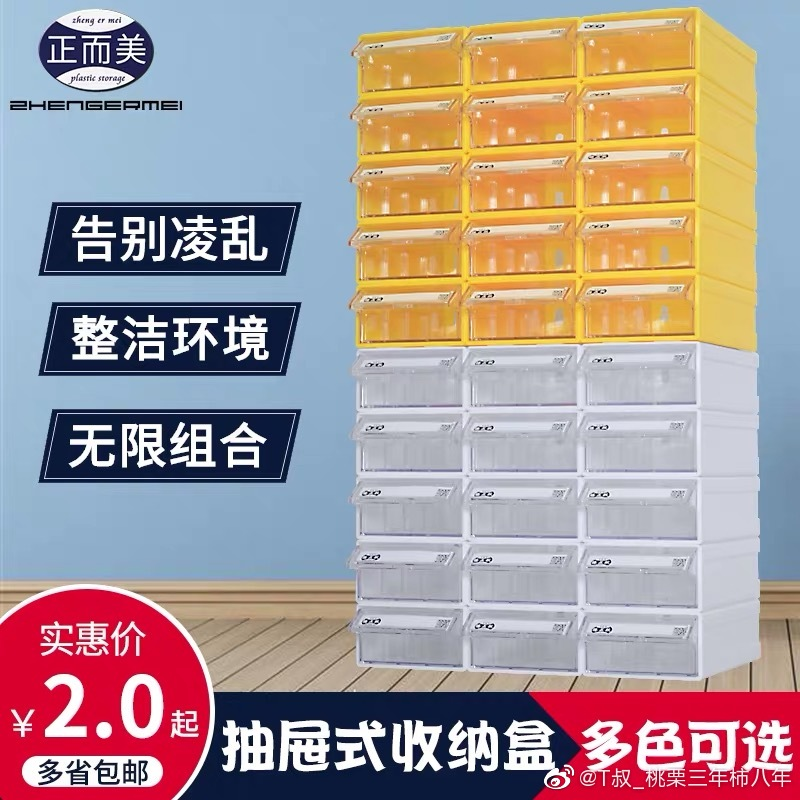 zheng er mei
正而美
plastic storage
ZHENGERMEI
告别凌乱
整洁环境
无限组合
实惠价
¥2.0起
多省包邮
抽屉式收纳盒
多色可选
@T叔_桃栗三年柿八年